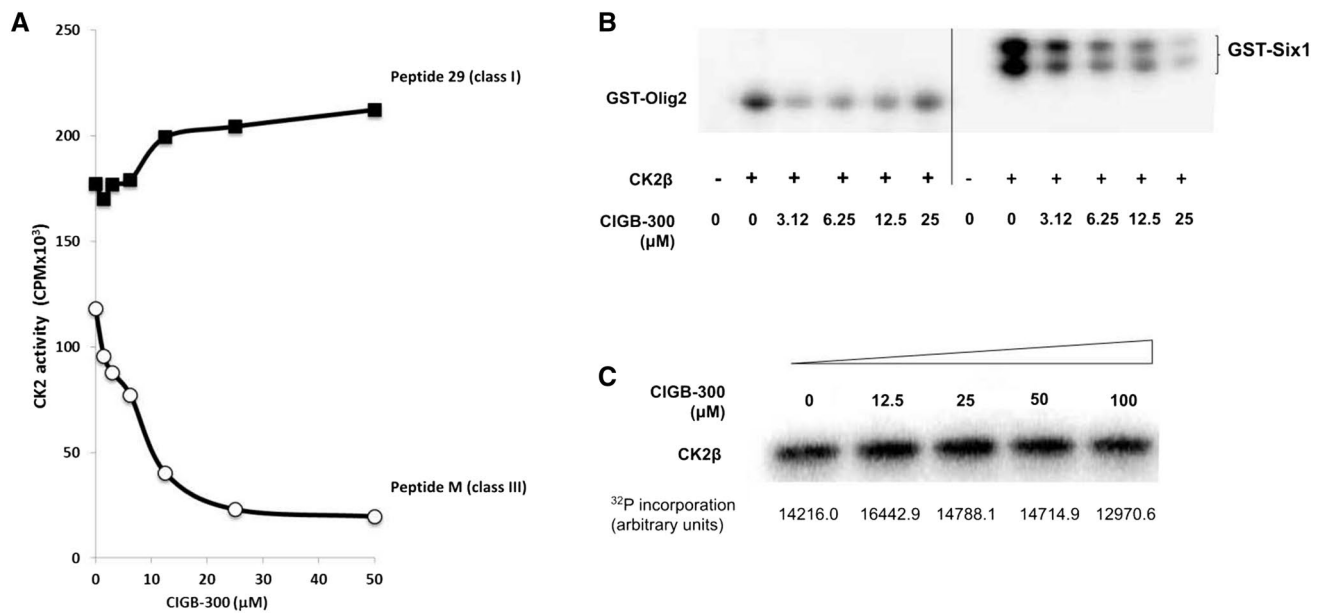 A
250
200
150
100
50
0
CK2 activity (CPMx10³)
0 10 20 30 40 50
CIGB-300 (µM)
Peptide 29 (class I)
Peptide M (class III)
B
GST-Olig2
GST-Six1
CK2β - + + + + + - + + + + +
CIGB-300 0 0 3.12 6.25 12.5 25 0 0 3.12 6.25 12.5 25
(µM)
C
CIGB-300 0 12.5 25 50 100
(µM)
CK2β
³²P incorporation
(arbitrary units)
14216.0 16442.9 14788.1 14714.9 12970.6